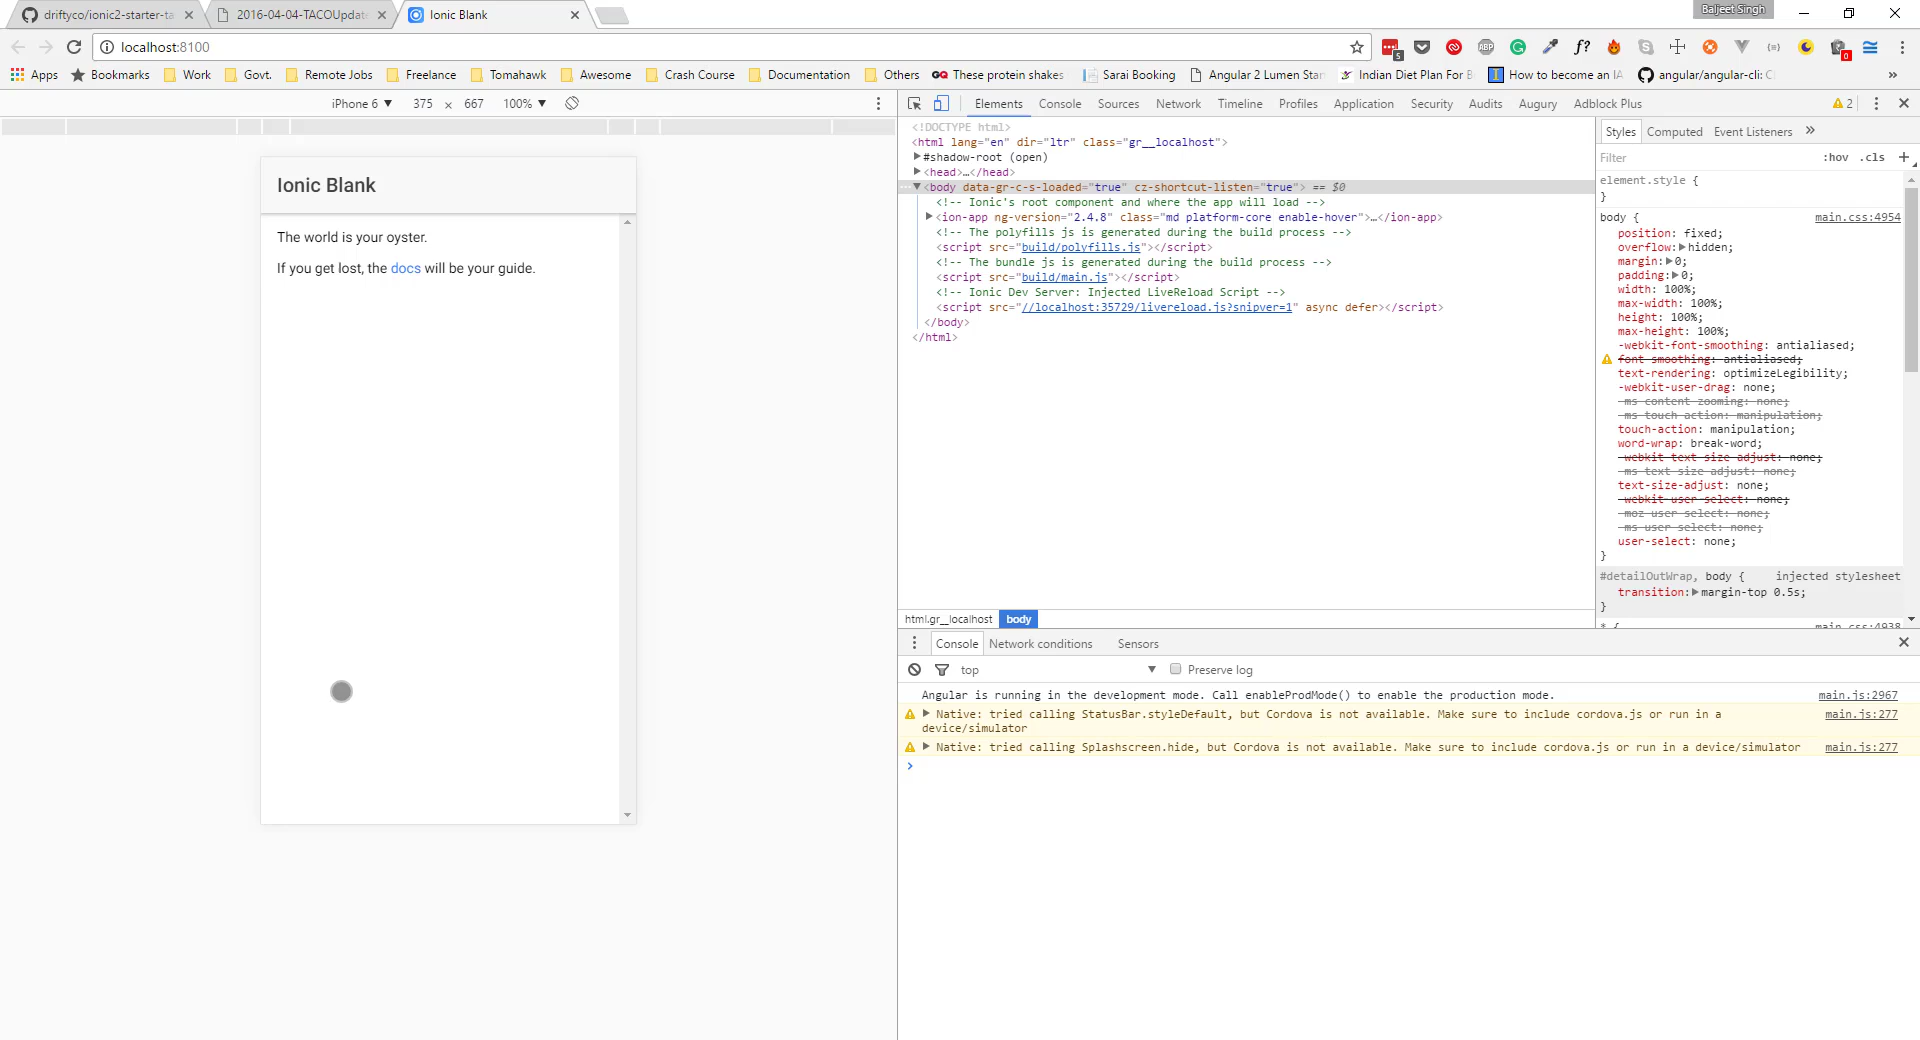 driftyco/ionic2-starter-ta
2016-04-04-TACOUpdate
Ionic Blank
Baljeet Singh
localhost:8100
Apps
Bookmarks
Work
Govt.
Remote Jobs
Freelance
Tomahawk
Awesome
Crash Course
Documentation
Others
GQ These protein shakes
Sarai Booking
Angular 2 Lumen Star
Indian Diet Plan For B
How to become an IA
angular/angular-cli: C
»
iPhone 6 ▼ 375 × 667 100% ▼
Ionic Blank
The world is your oyster.
If you get lost, the docs will be your guide.
Elements Console Sources Network Timeline Profiles Application Security Audits Augury Adblock Plus
2
<!DOCTYPE html>
<html lang="en" dir="ltr" class="gr__localhost">
#shadow-root (open)
<head>…</head>
<body data-gr-c-s-loaded="true" cz-shortcut-listen="true"> == $0
<!-- Ionic's root component and where the app will load -->
<ion-app ng-version="2.4.8" class="md platform-core enable-hover">…</ion-app>
<!-- The polyfills js is generated during the build process -->
<script src="build/polyfills.js"></script>
<!-- The bundle js is generated during the build process -->
<script src="build/main.js"></script>
<!-- Ionic Dev Server: Injected LiveReload Script -->
<script src="//localhost:35729/livereload.js?snipver=1" async defer></script>
</body>
</html>
html.gr__localhost body
Styles Computed Event Listeners »
Filter :hov .cls +
element.style {
}
body { main.css:4954
position: fixed;
overflow: hidden;
margin: 0;
padding: 0;
width: 100%;
max-width: 100%;
height: 100%;
max-height: 100%;
-webkit-font-smoothing: antialiased;
font-smoothing: antialiased;
text-rendering: optimizeLegibility;
-webkit-user-drag: none;
-ms-content-zooming: none;
-ms-touch-action: manipulation;
touch-action: manipulation;
word-wrap: break-word;
-webkit-text-size-adjust: none;
-ms-text-size-adjust: none;
text-size-adjust: none;
-webkit-user-select: none;
-moz-user-select: none;
-ms-user-select: none;
user-select: none;
}
#detailOutWrap, body { injected stylesheet
transition: margin-top 0.5s;
}
* { main.css:4938
Console Network conditions Sensors
top ▼ Preserve log
Angular is running in the development mode. Call enableProdMode() to enable the production mode. main.js:2967
Native: tried calling StatusBar.styleDefault, but Cordova is not available. Make sure to include cordova.js or run in a main.js:277
device/simulator
Native: tried calling Splashscreen.hide, but Cordova is not available. Make sure to include cordova.js or run in a device/simulator main.js:277